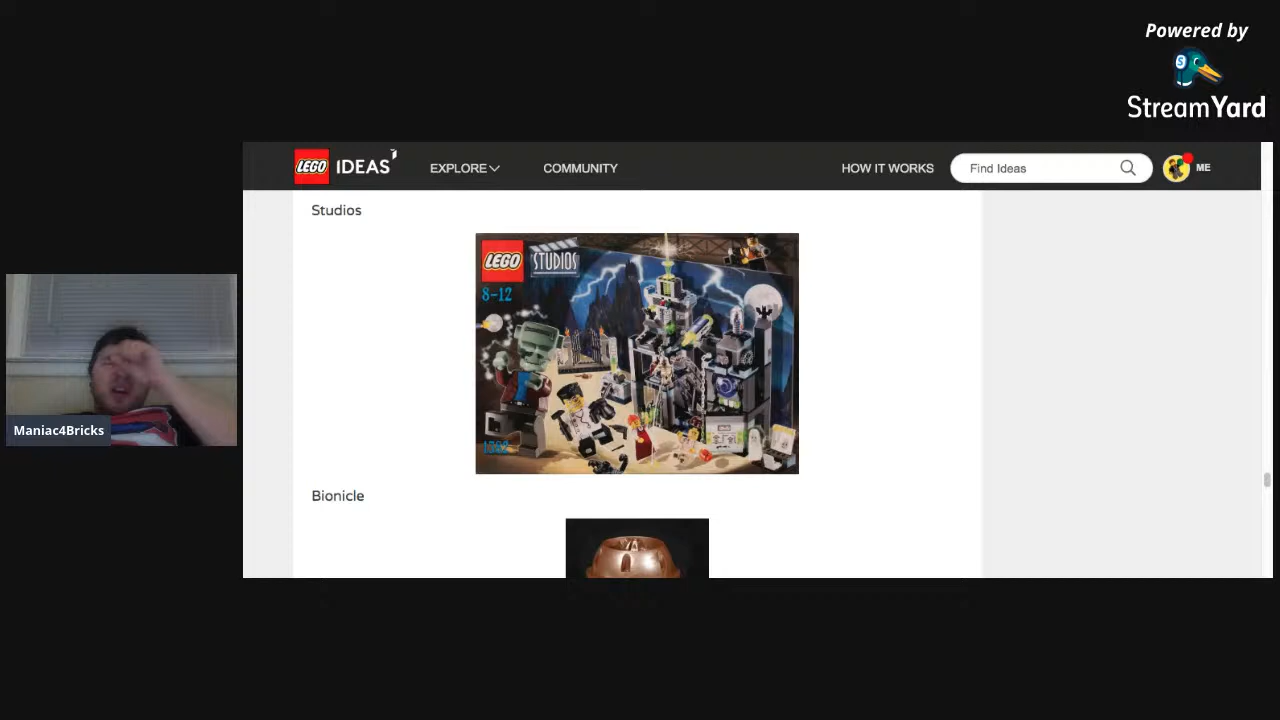 Powered by
StreamYard
LEGO IDEAS EXPLORE COMMUNITY HOW IT WORKS Find Ideas ME
Studios
LEGO STUDIOS
8-12
1382
Maniac4Bricks
Bionicle